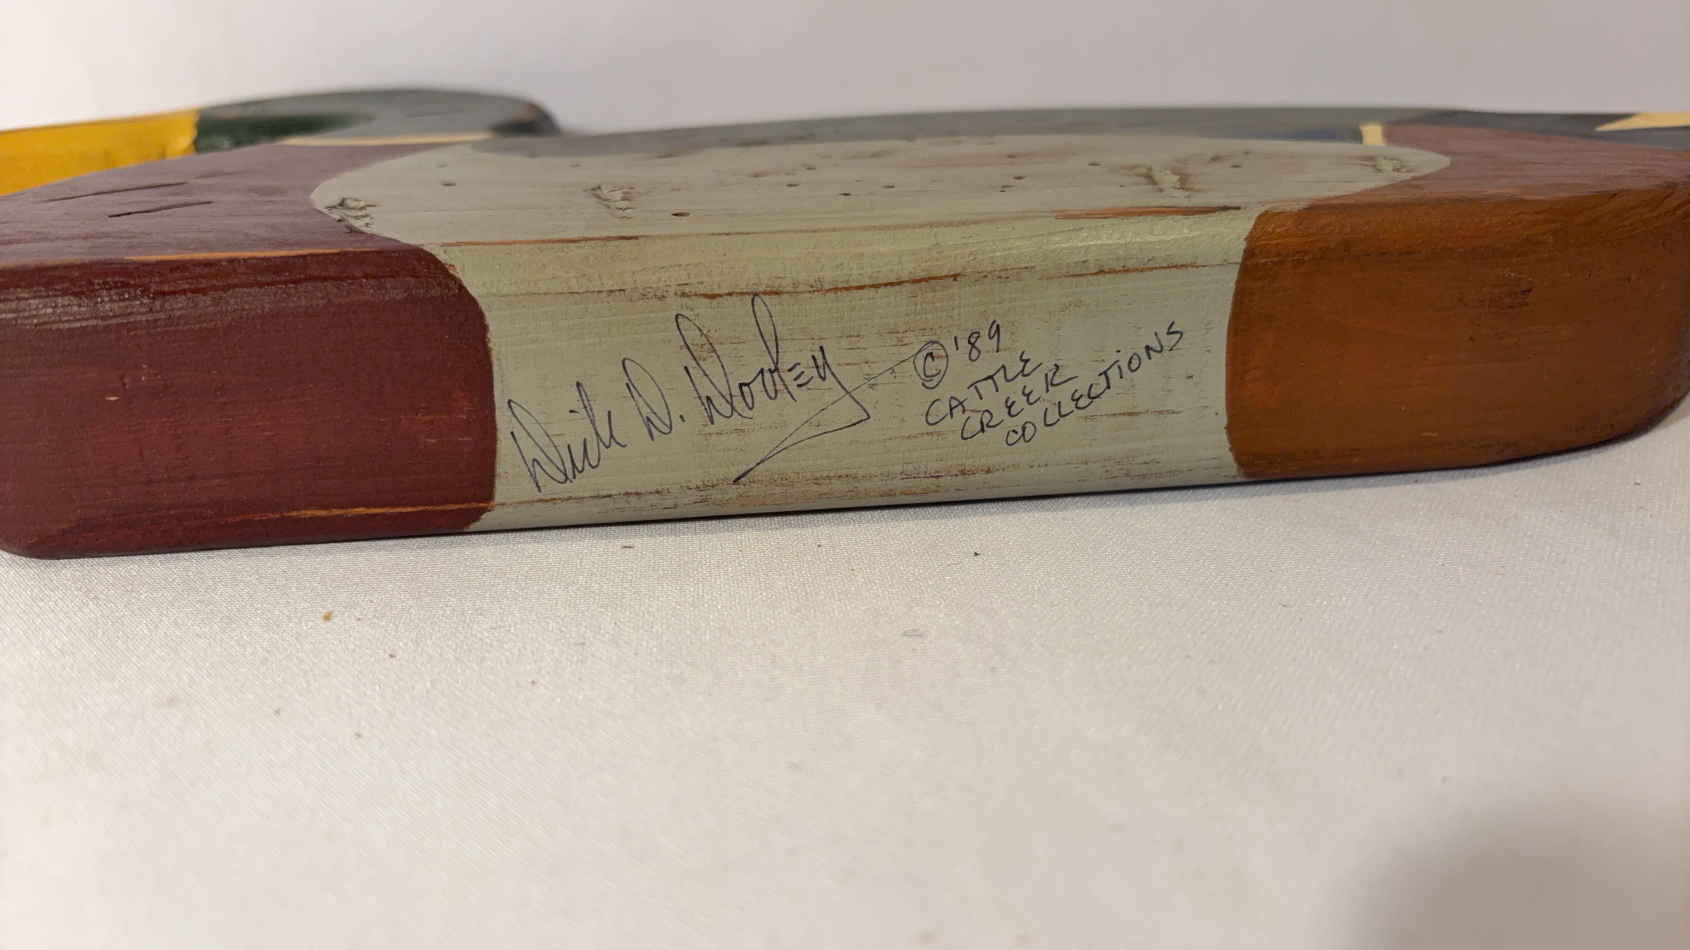 Dick D. Dooley
© '89
CATTLE
CREEK
COLLECTIONS